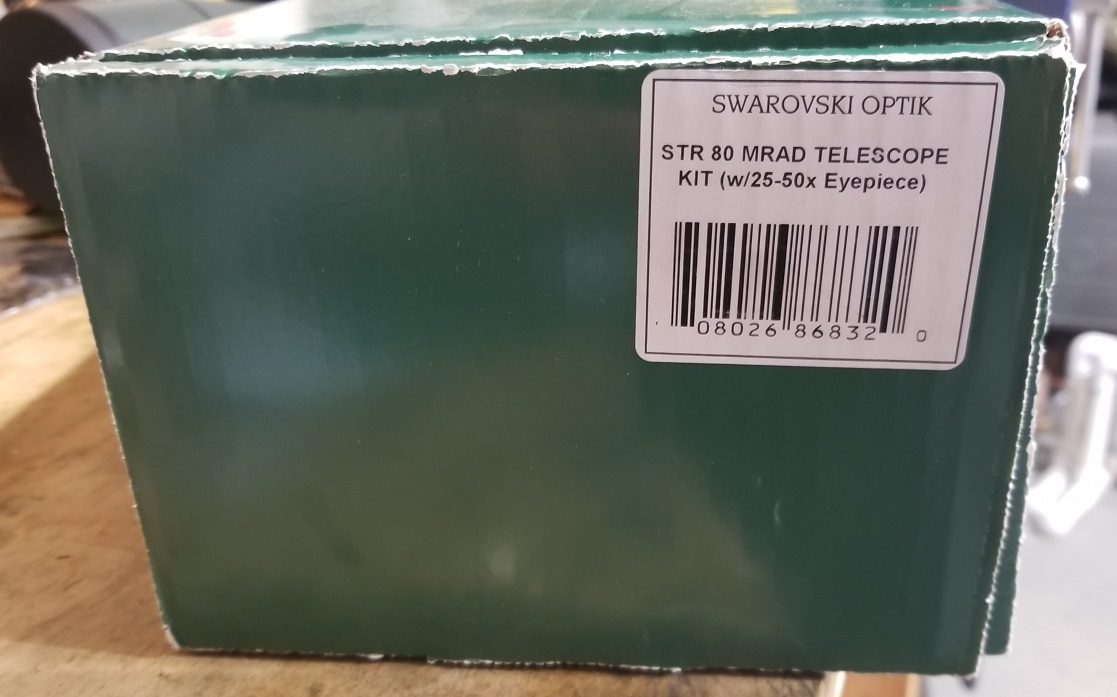 SWAROVSKI OPTIK
STR 80 MRAD TELESCOPE
KIT (w/25-50x Eyepiece)
08026 86832 0